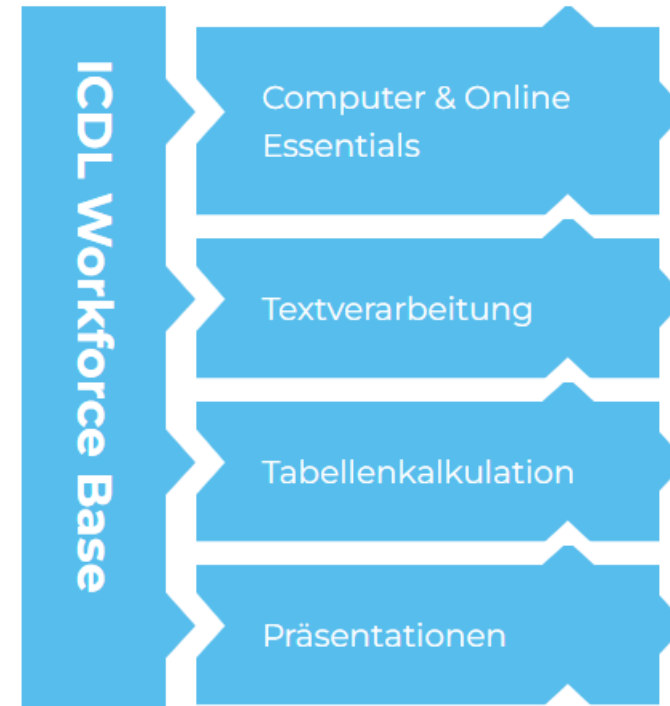 ICDL Workforce Base
Computer & Online
Essentials
Textverarbeitung
Tabellenkalkulation
Präsentationen